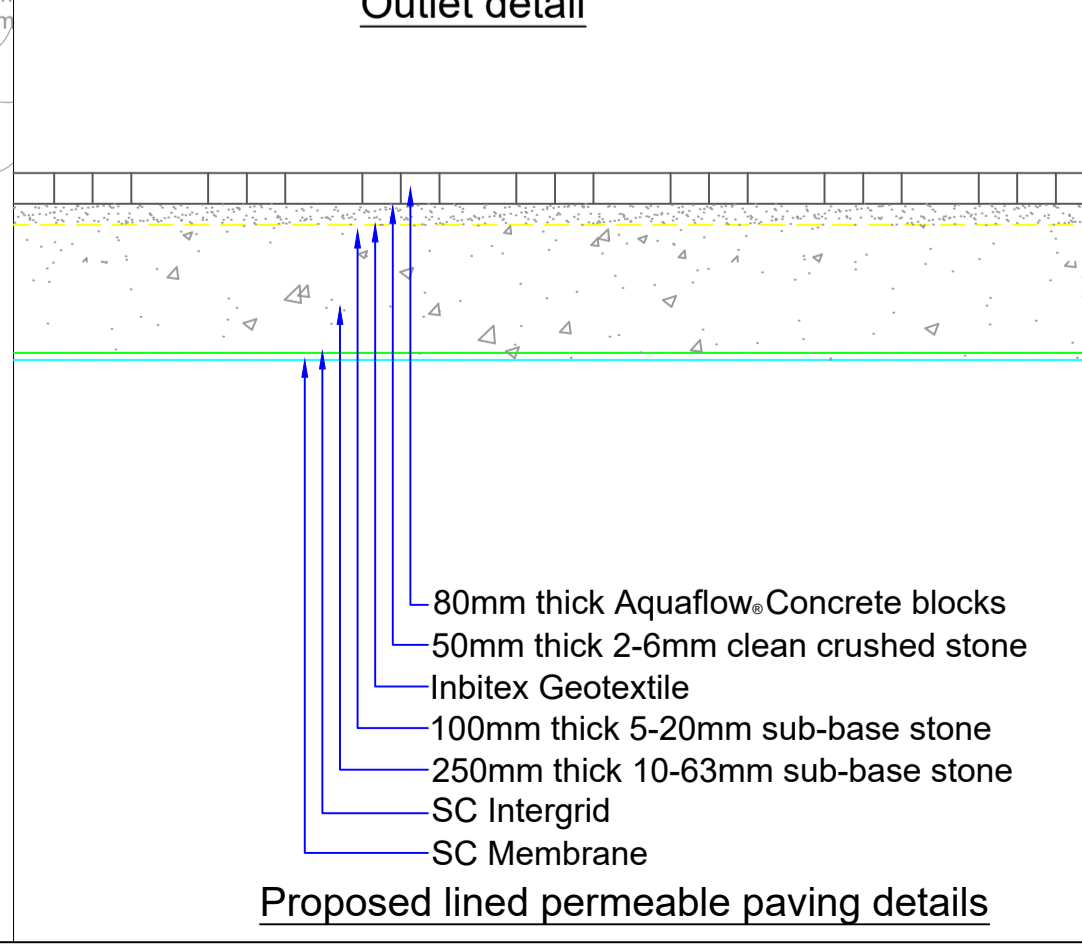 Outlet detail
80mm thick Aquaflow® Concrete blocks
50mm thick 2-6mm clean crushed stone
Inbitex Geotextile
100mm thick 5-20mm sub-base stone
250mm thick 10-63mm sub-base stone
SC Intergrid
SC Membrane
Proposed lined permeable paving details